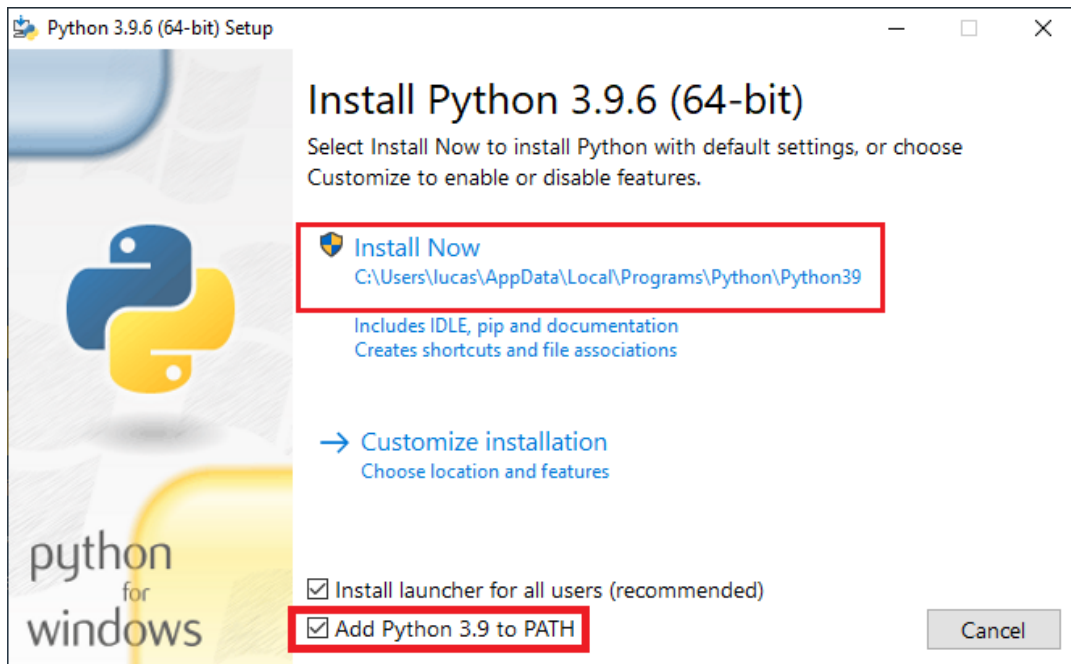 Python 3.9.6 (64-bit) Setup
Install Python 3.9.6 (64-bit)
Select Install Now to install Python with default settings, or choose
Customize to enable or disable features.
Install Now
C:\Users\lucas\AppData\Local\Programs\Python\Python39
Includes IDLE, pip and documentation
Creates shortcuts and file associations
Customize installation
Choose location and features
python
for
windows
Install launcher for all users (recommended)
Add Python 3.9 to PATH
Cancel